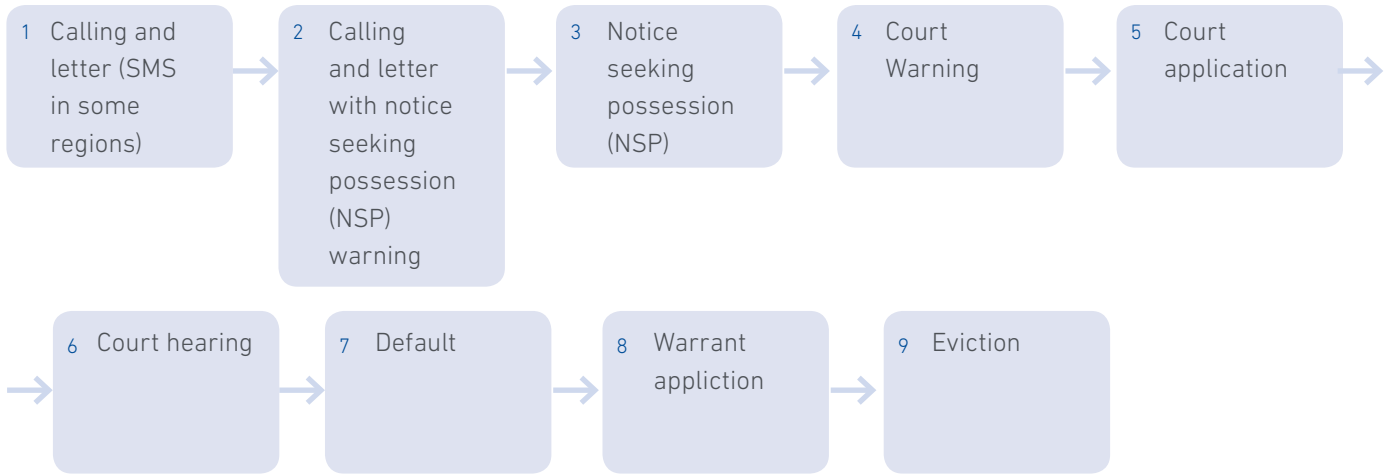 1 Calling and
letter (SMS
in some
regions)
2 Calling
and letter
with notice
seeking
possession
(NSP)
warning
3 Notice
seeking
possession
(NSP)
4 Court
Warning
5 Court
application
6 Court hearing
7 Default
8 Warrant
appliction
9 Eviction